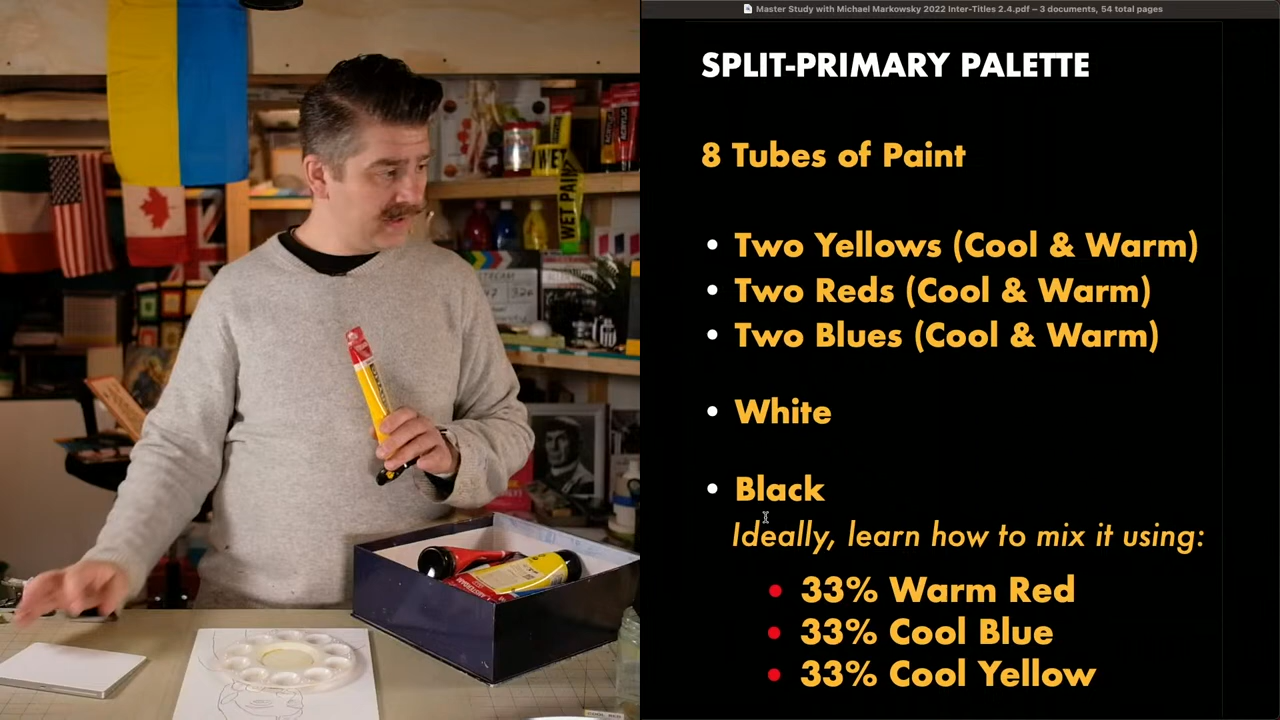 Master Study with Michael Markowsky 2022 Inter-Titles 2.4.pdf – 3 documents, 54 total pages
SPLIT-PRIMARY PALETTE
8 Tubes of Paint
• Two Yellows (Cool & Warm)
• Two Reds (Cool & Warm)
• Two Blues (Cool & Warm)
• White
• Black
Ideally, learn how to mix it using:
• 33% Warm Red
• 33% Cool Blue
• 33% Cool Yellow
WET
WET PAINT
ACRYLIC